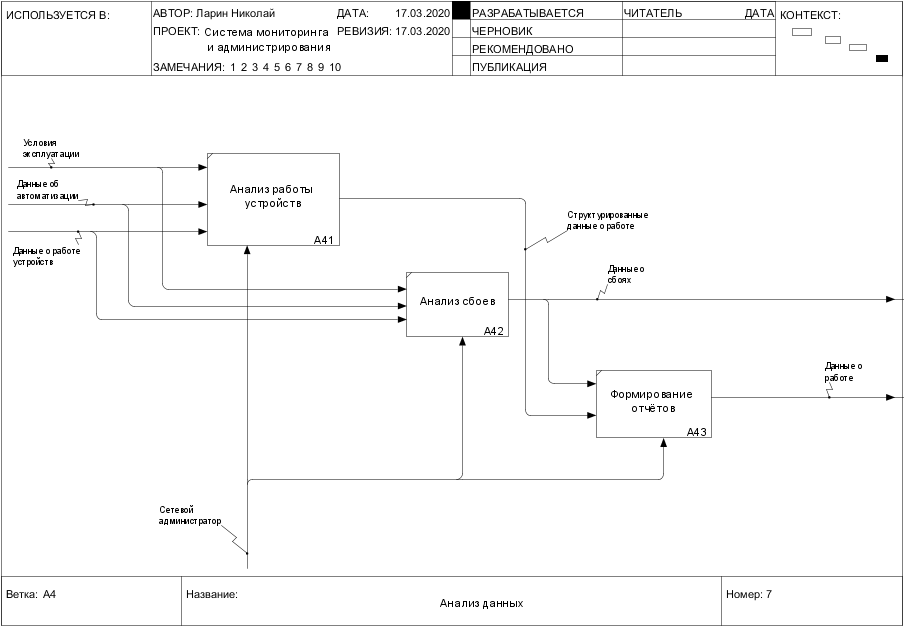 ИСПОЛЬЗУЕТСЯ В:
АВТОР: Ларин Николай
ДАТА: 17.03.2020
ПРОЕКТ: Система мониторинга
и администрирования
РЕВИЗИЯ: 17.03.2020
ЗАМЕЧАНИЯ: 1 2 3 4 5 6 7 8 9 10
РАЗРАБАТЫВАЕТСЯ
ЧЕРНОВИК
РЕКОМЕНДОВАНО
ПУБЛИКАЦИЯ
ЧИТАТЕЛЬ ДАТА
КОНТЕКСТ:
Условия
эксплуатации
Данные об
автоматизации
Данные о работе
устройств
Анализ работы
устройств
A41
Структурированные
данные о работе
Данные о
сбоях
Анализ сбоев
A42
Данные о
работе
Формирование
отчётов
A43
Сетевой
администратор
Ветка: A4
Название:
Анализ данных
Номер: 7